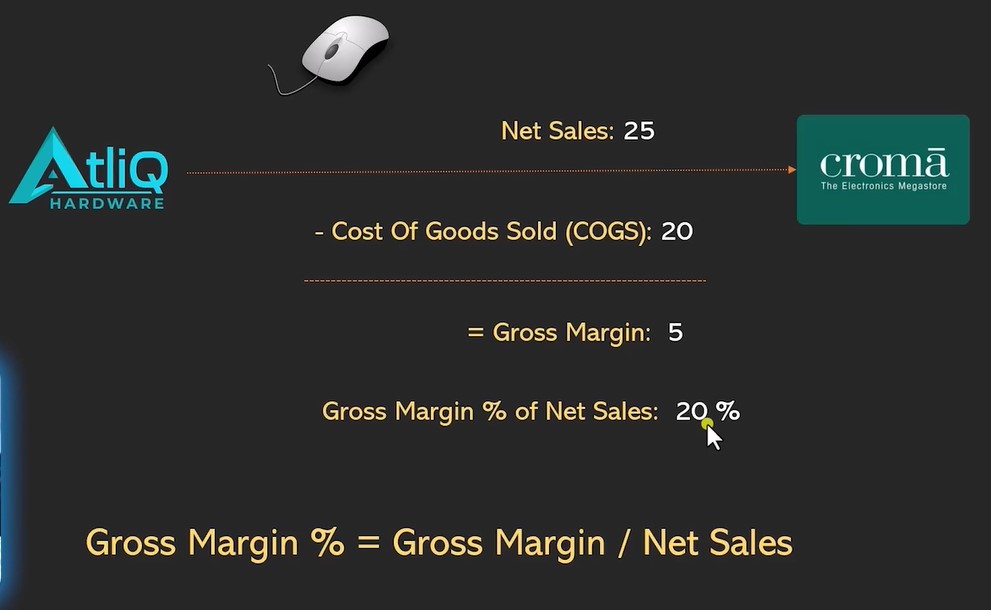 Net Sales: 25
AtliQ
HARDWARE
cromā
The Electronics Megastore
- Cost Of Goods Sold (COGS): 20
= Gross Margin: 5
Gross Margin % of Net Sales: 20 %
Gross Margin % = Gross Margin / Net Sales